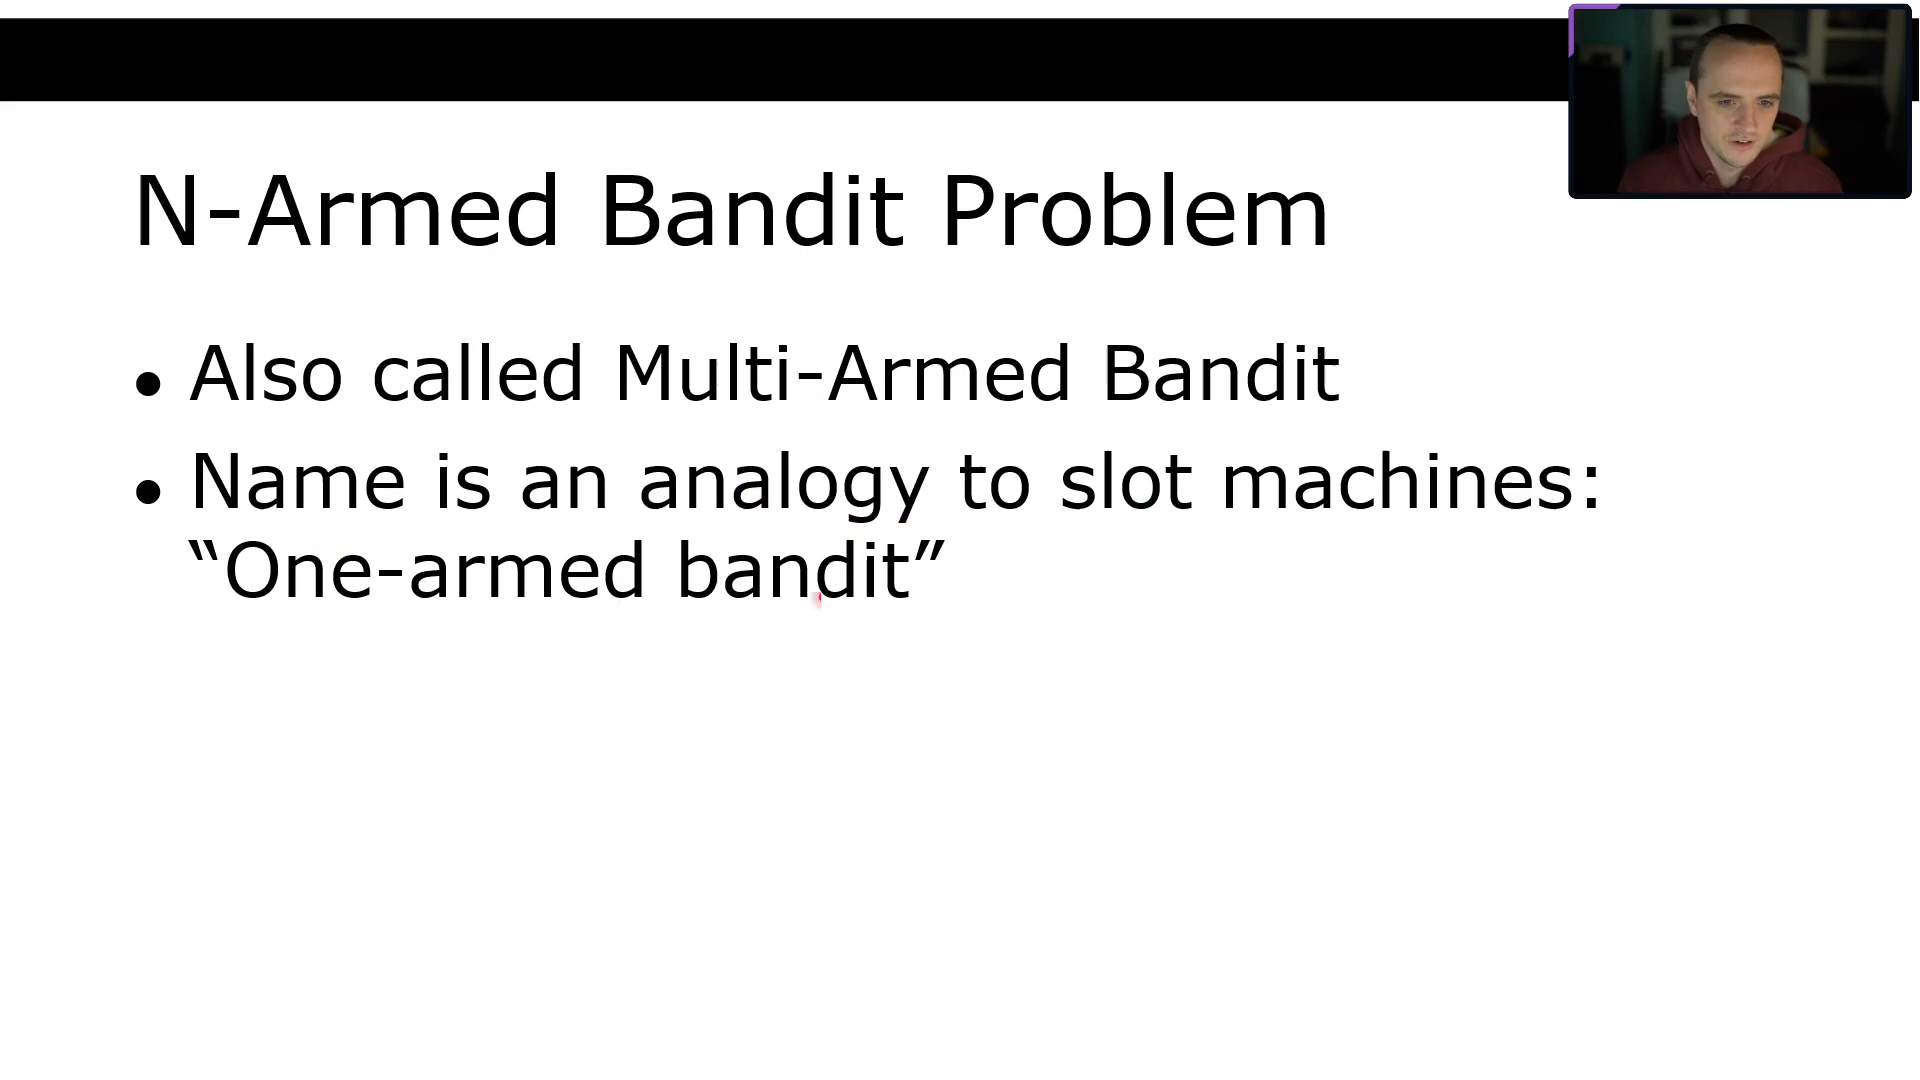 N-Armed Bandit Problem
• Also called Multi-Armed Bandit
• Name is an analogy to slot machines:
“One-armed bandit”